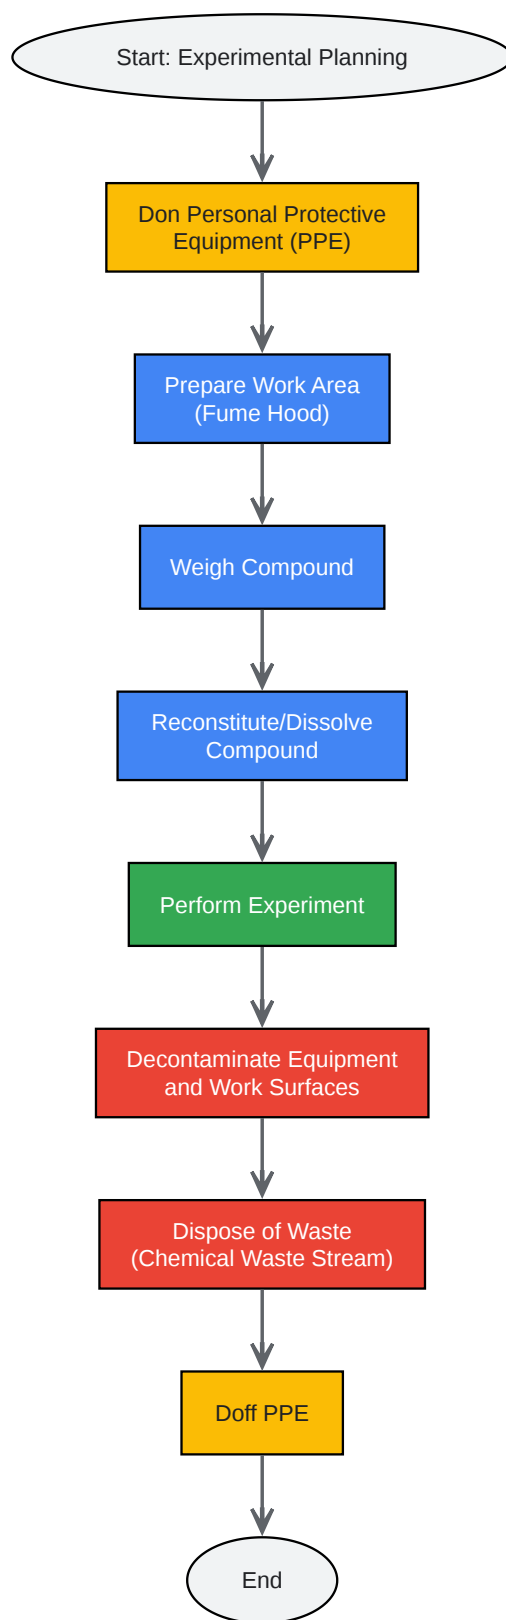 Start: Experimental Planning
Don Personal Protective
Equipment (PPE)
Prepare Work Area
(Fume Hood)
Weigh Compound
Reconstitute/Dissolve
Compound
Perform Experiment
Decontaminate Equipment
and Work Surfaces
Dispose of Waste
(Chemical Waste Stream)
Doff PPE
End